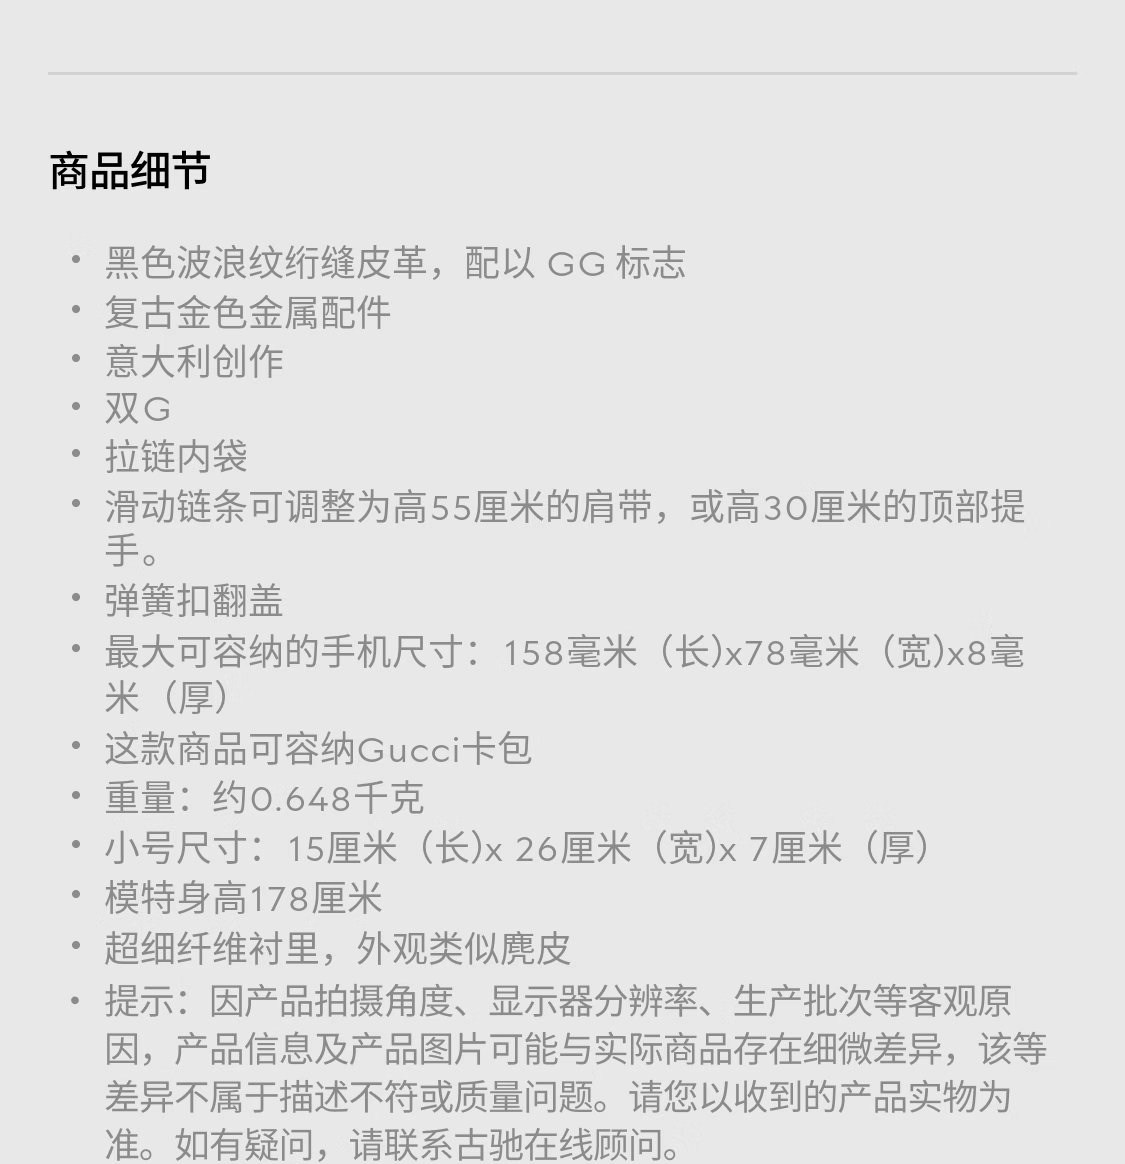 商品细节
• 黑色波浪纹绗缝皮革，配以 GG 标志
• 复古金色金属配件
• 意大利创作
• 双G
• 拉链内袋
• 滑动链条可调整为高55厘米的肩带，或高30厘米的顶部提
手。
• 弹簧扣翻盖
• 最大可容纳的手机尺寸：158毫米（长)x78毫米（宽)x8毫
米（厚）
• 这款商品可容纳Gucci卡包
• 重量：约0.648千克
• 小号尺寸：15厘米（长)x 26厘米（宽)x 7厘米（厚）
• 模特身高178厘米
• 超细纤维衬里，外观类似麂皮
• 提示：因产品拍摄角度、显示器分辨率、生产批次等客观原
因，产品信息及产品图片可能与实际商品存在细微差异，该等
差异不属于描述不符或质量问题。请您以收到的产品实物为
准。如有疑问，请联系古驰在线顾问。